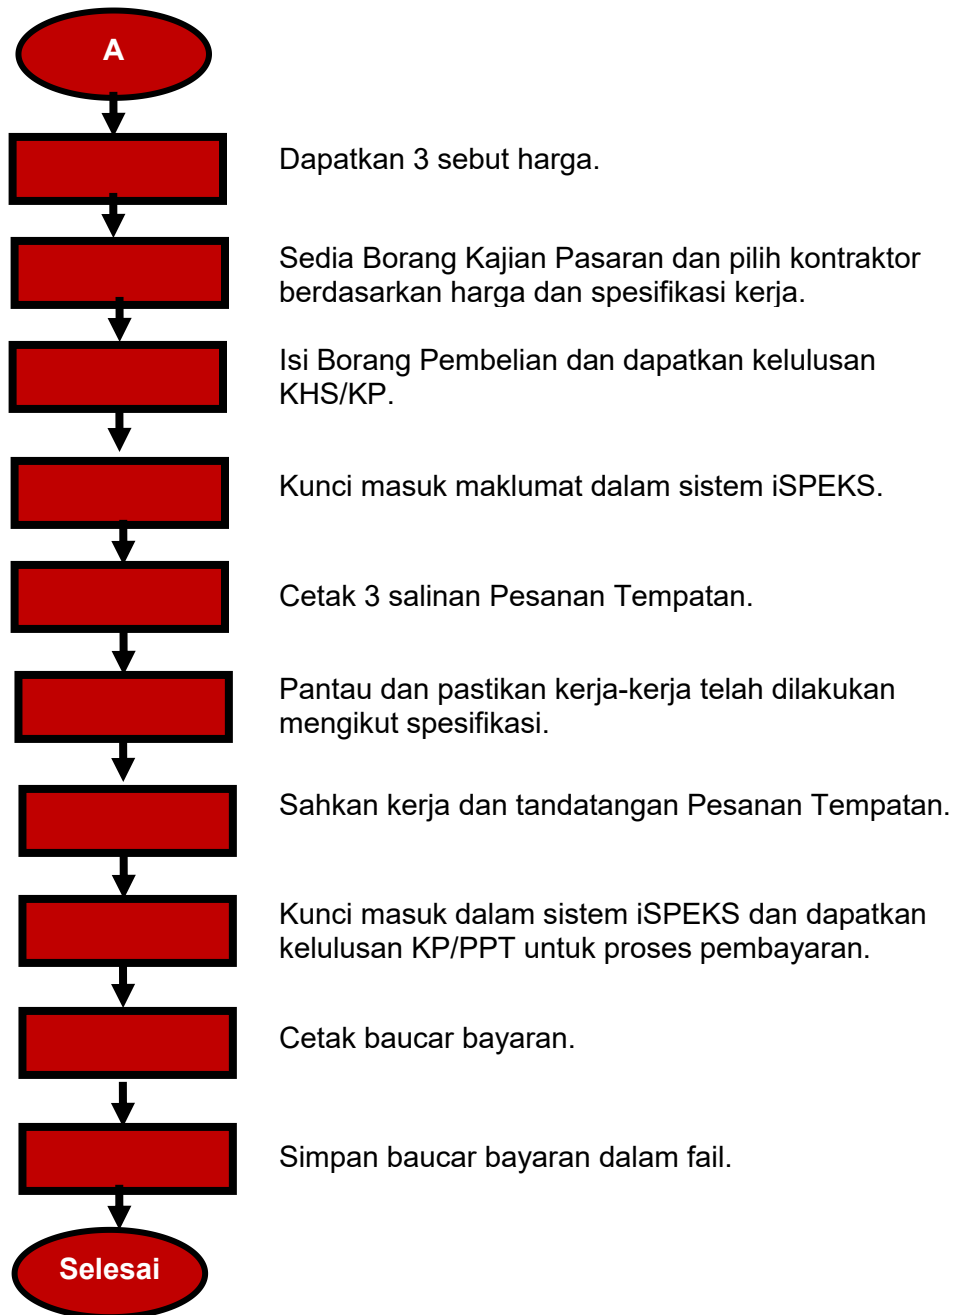 A
Dapatkan 3 sebut harga.
Sedia Borang Kajian Pasaran dan pilih kontraktor
berdasarkan harga dan spesifikasi kerja.
Isi Borang Pembelian dan dapatkan kelulusan
KHS/KP.
Kunci masuk maklumat dalam sistem iSPEKS.
Cetak 3 salinan Pesanan Tempatan.
Pantau dan pastikan kerja-kerja telah dilakukan
mengikut spesifikasi.
Sahkan kerja dan tandatangan Pesanan Tempatan.
Kunci masuk dalam sistem iSPEKS dan dapatkan
kelulusan KP/PPT untuk proses pembayaran.
Cetak baucar bayaran.
Simpan baucar bayaran dalam fail.
Selesai